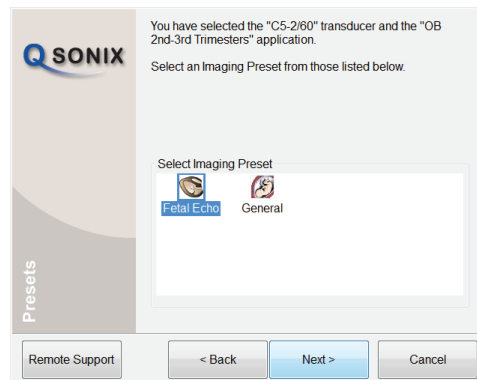 You have selected the "C5-2/60" transducer and the "OB
2nd-3rd Trimesters" application.
Select an Imaging Preset from those listed below.
Q SONIX
Select Imaging Preset
Fetal Echo
General
Presets
Remote Support
< Back
Next >
Cancel